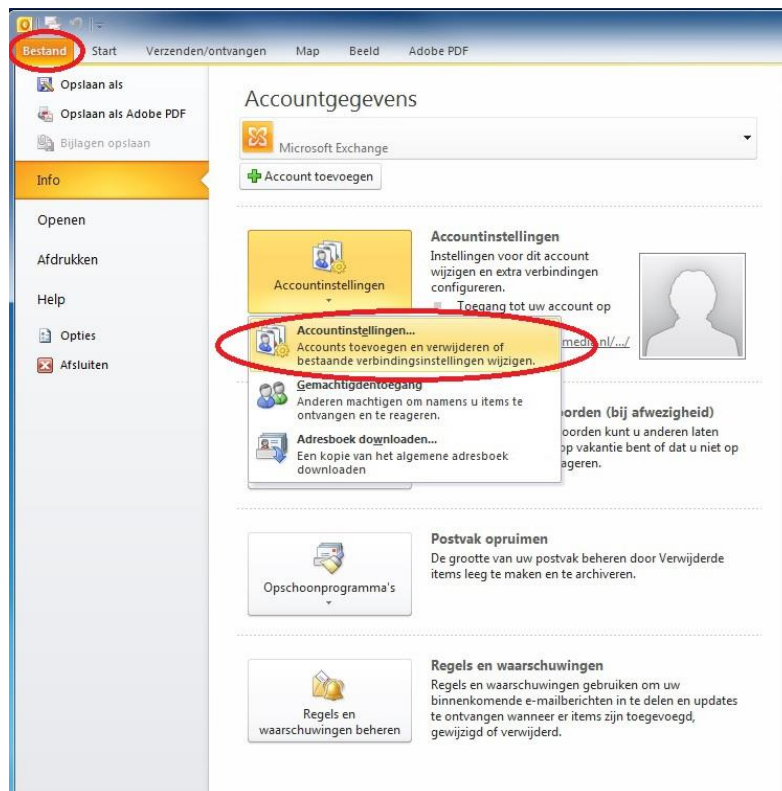 Bestand Start Verzenden/ontvangen Map Beeld Adobe PDF
Opslaan als
Opslaan als Adobe PDF
Bijlagen opslaan
Info
Openen
Afdrukken
Help
Opties
Afsluiten
Accountgegevens
Microsoft Exchange
Account toevoegen
Accountinstellingen
Accountinstellingen
Instellingen voor dit account
wijzigen en extra verbindingen
configureren.
Toegang tot uw account op
media.nl/.../
Accountinstellingen...
Accounts toevoegen en verwijderen of
bestaande verbindingsinstellingen wijzigen.
Gemachtigdentoegang
Anderen machtigen om namens u items te
ontvangen en te reageren.
Adresboek downloaden...
Een kopie van het algemene adresboek
downloaden
oorden (bij afwezigheid)
oorden kunt u anderen laten
op vakantie bent of dat u niet op
ageren.
Opschoonprogramma's
Postvak opruimen
De grootte van uw postvak beheren door Verwijderde
items leeg te maken en te archiveren.
Regels en
waarschuwingen beheren
Regels en waarschuwingen
Regels en waarschuwingen gebruiken om uw
binnenkomende e-mailberichten in te delen en updates
te ontvangen wanneer er items zijn toegevoegd,
gewijzigd of verwijderd.